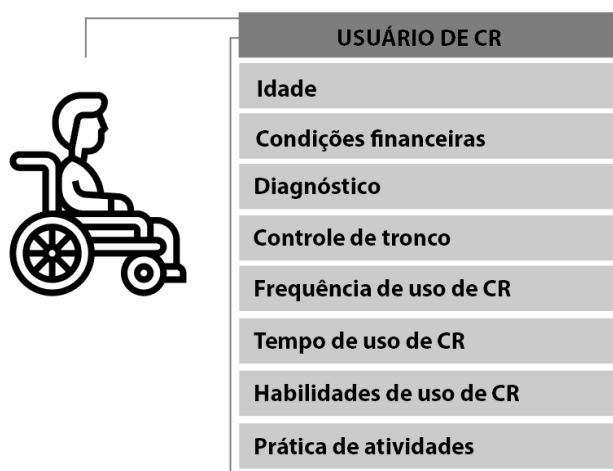 USUÁRIO DE CR
Idade
Condições financeiras
Diagnóstico
Controle de tronco
Frequência de uso de CR
Tempo de uso de CR
Habilidades de uso de CR
Prática de atividades